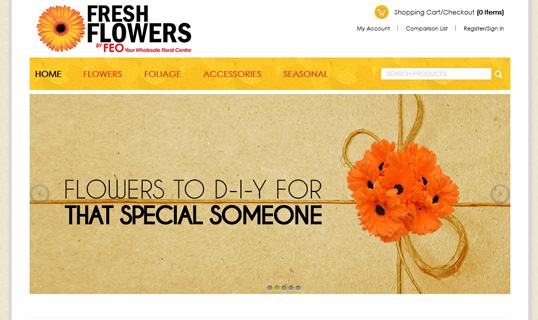 FRESH
FLOWERS
BY FEO Your Wholesale Floral Centre
Shopping Cart/Checkout (0 Items)
My Account | Comparison List | Register/Sign In
HOME FLOWERS FOLIAGE ACCESSORIES SEASONAL
SEARCH PRODUCTS
FLOWERS TO D-I-Y FOR
THAT SPECIAL SOMEONE